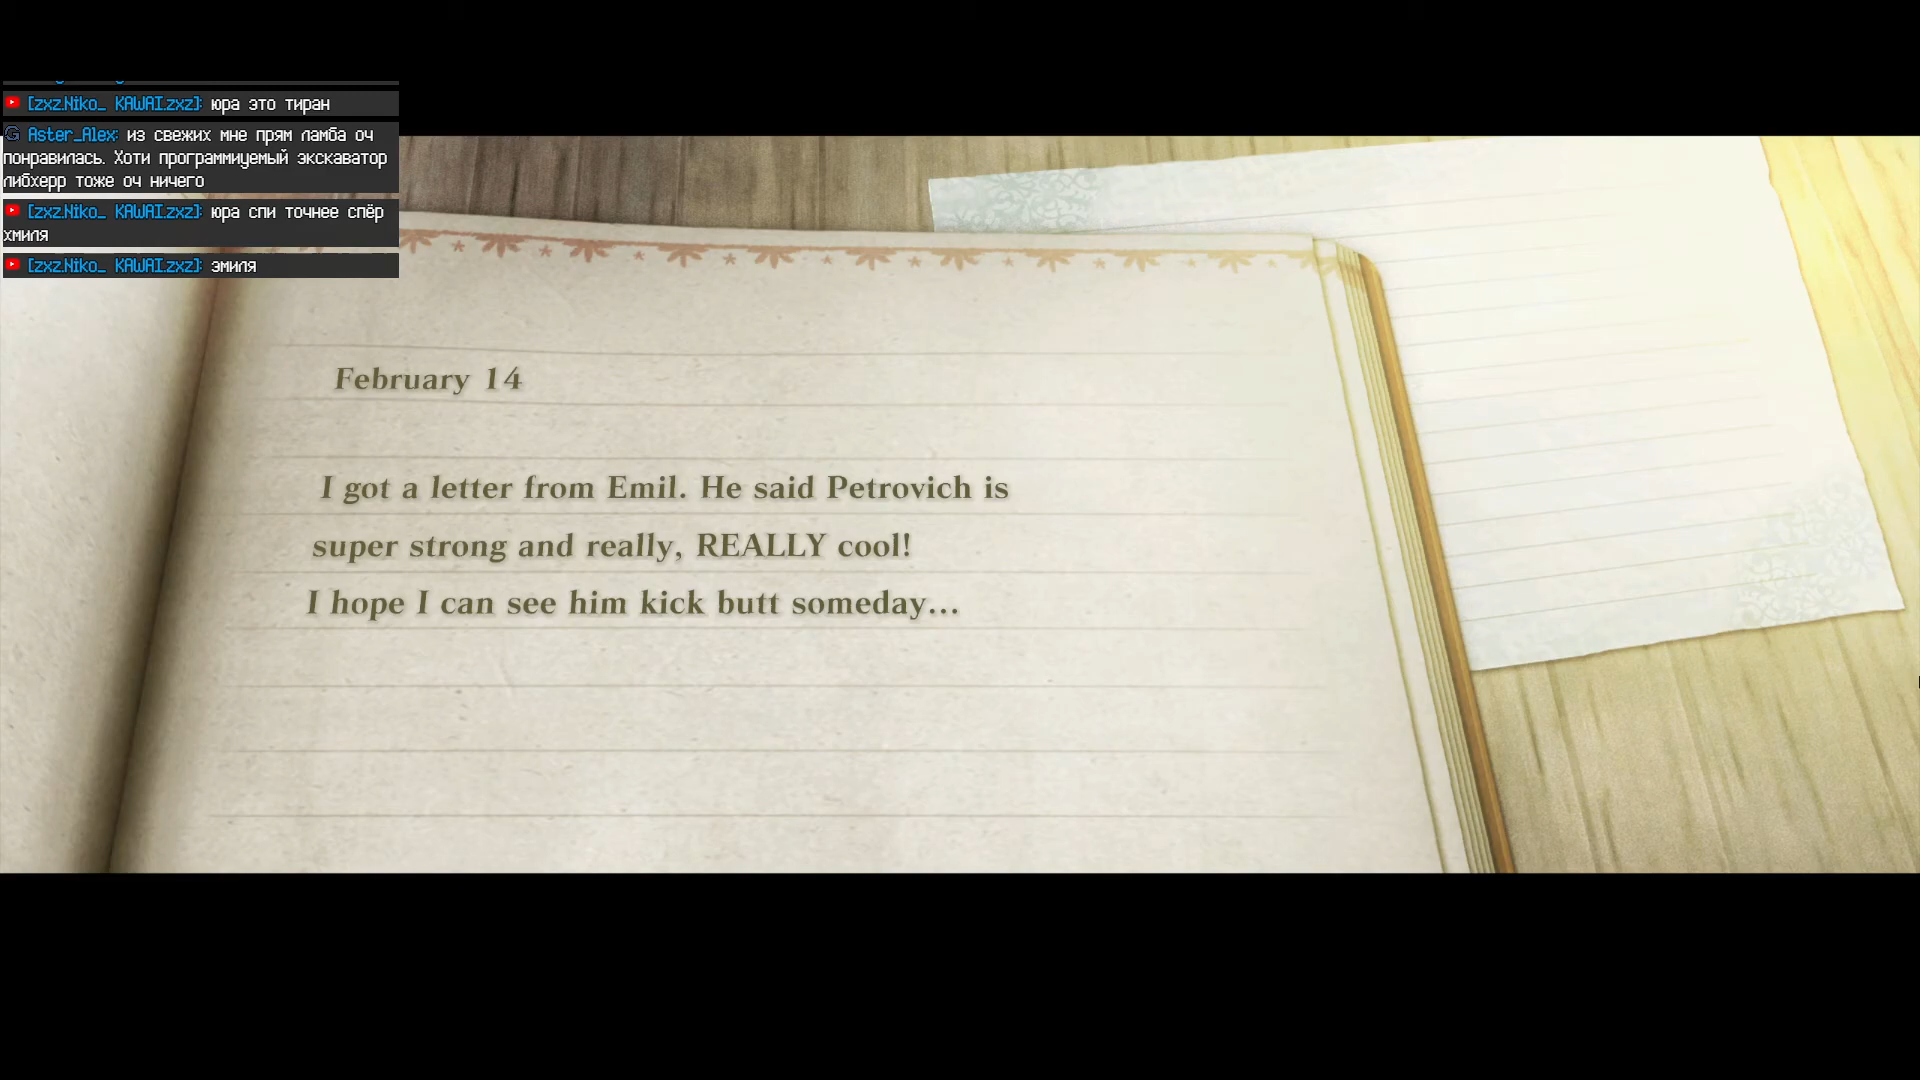 [zxz.Niko_ KAWAI.zxz]: юра это тиран
Aster_Alex: из свежих мне прям ламба оч
понравилась. Хоти программиуемый экскаватор
либхерр тоже оч ничего
[zxz.Niko_ KAWAI.zxz]: юра спи точнее спёр
хмиля
[zxz.Niko_ KAWAI.zxz]: эмиля
February 14
I got a letter from Emil. He said Petrovich is
super strong and really, REALLY cool!
I hope I can see him kick butt someday...